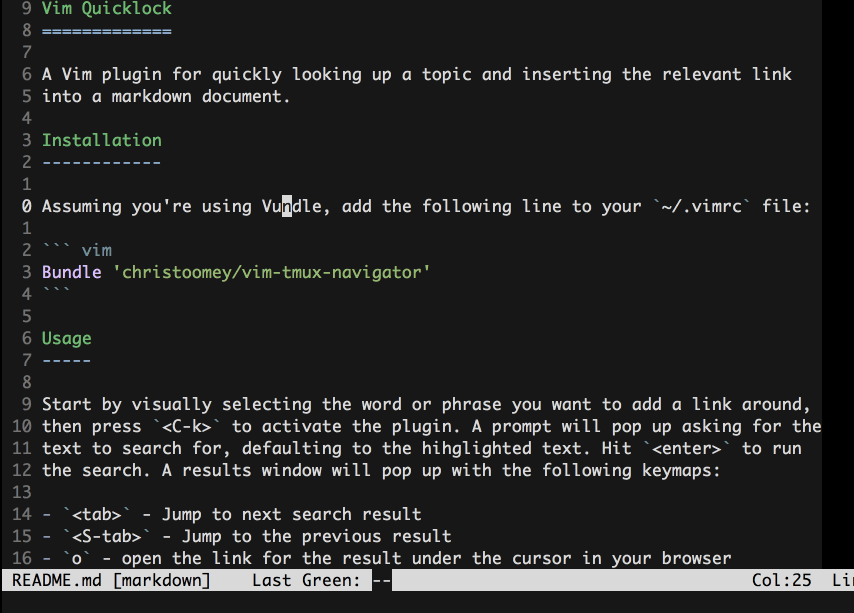 9 Vim Quicklock
8 =============
7
6 A Vim plugin for quickly looking up a topic and inserting the relevant link
5 into a markdown document.
4
3 Installation
2 ------------
1
0 Assuming you're using Vundle, add the following line to your `~/.vimrc` file:
1
2 ``` vim
3 Bundle 'christoomey/vim-tmux-navigator'
4 ```
5
6 Usage
7 -----
8
9 Start by visually selecting the word or phrase you want to add a link around,
10 then press `<C-k>` to activate the plugin. A prompt will pop up asking for the
11 text to search for, defaulting to the hihglighted text. Hit `<enter>` to run
12 the search. A results window will pop up with the following keymaps:
13
14 - `<tab>` - Jump to next search result
15 - `<S-tab>` - Jump to the previous result
16 - `o` - open the link for the result under the cursor in your browser
README.md [markdown] Last Green: -- Col:25